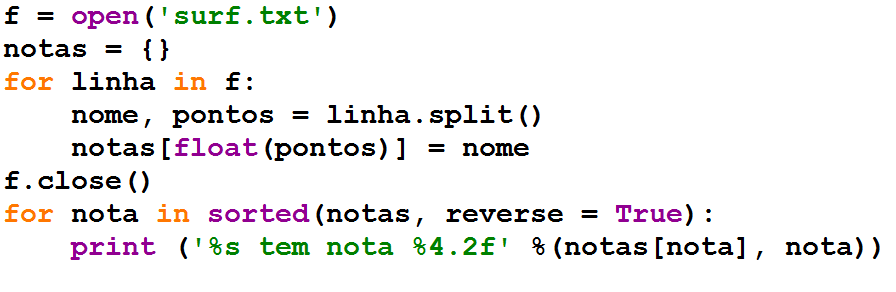 f = open('surf.txt')
notas = {}
for linha in f:
    nome, pontos = linha.split()
    notas[float(pontos)] = nome
f.close()
for nota in sorted(notas, reverse = True):
    print ('%s tem nota %4.2f' %(notas[nota], nota))